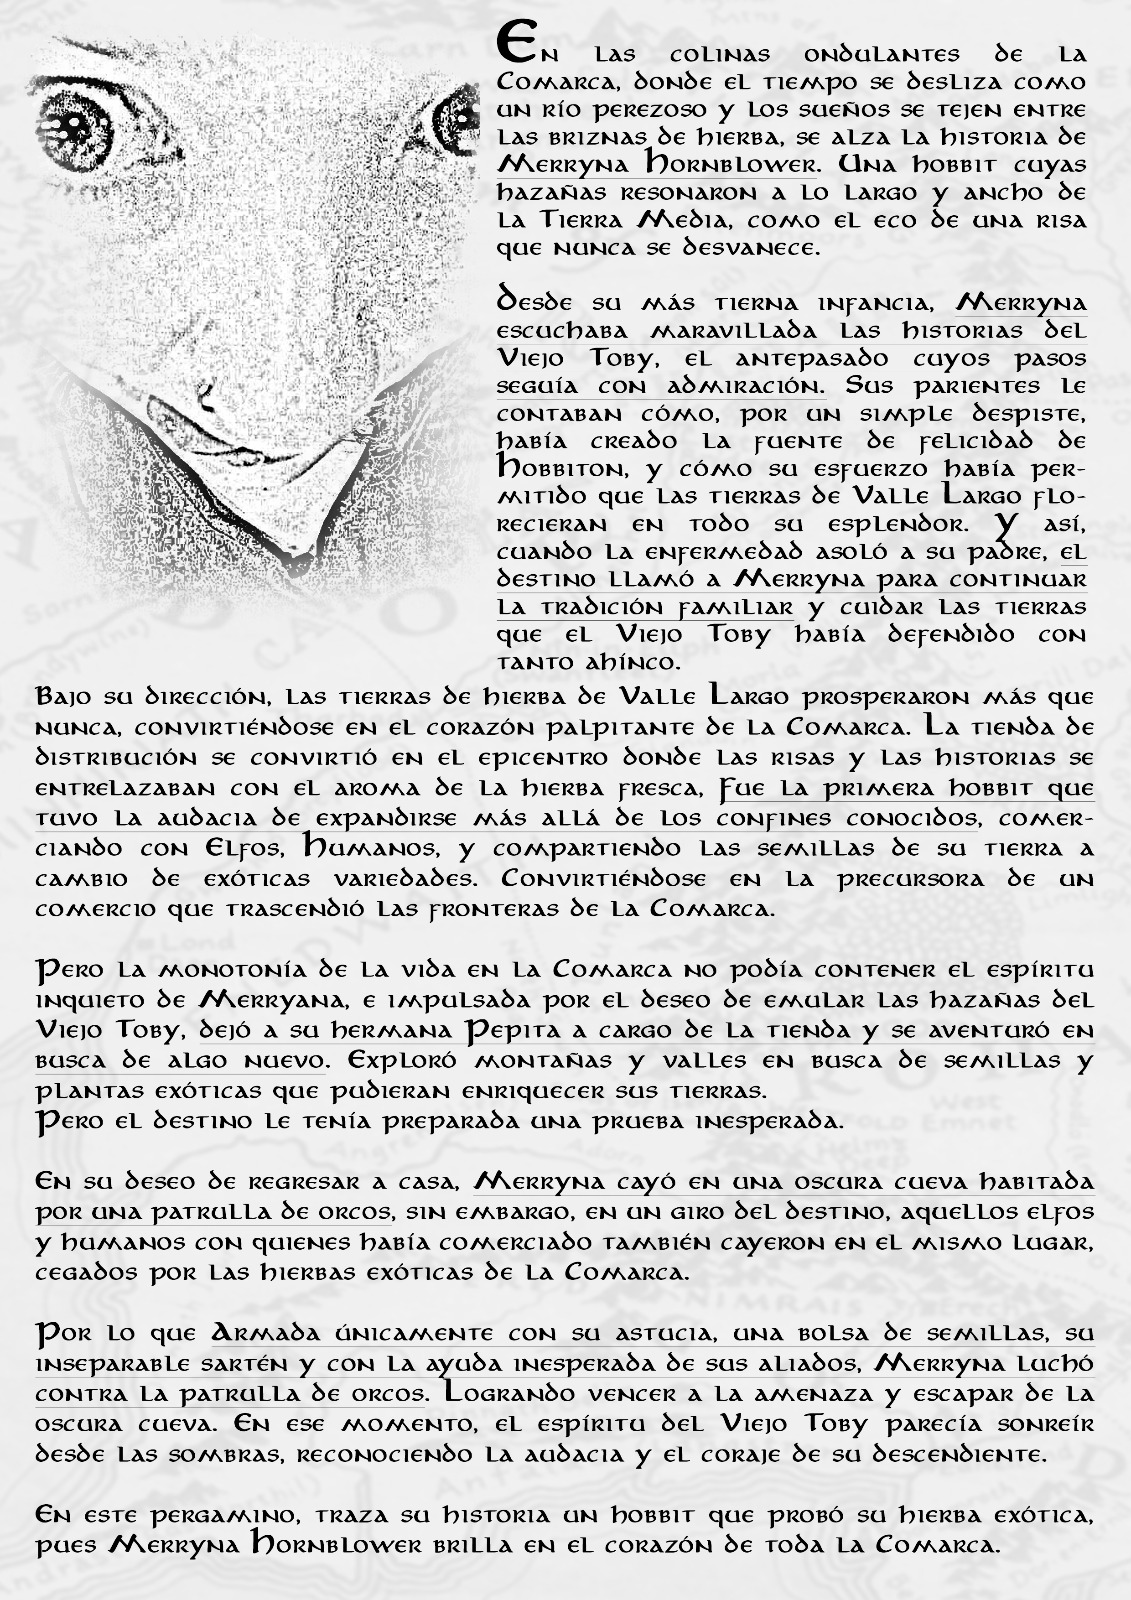 En las colinas ondulantes de la
Comarca, donde el tiempo se desliza como
un río perezoso y los sueños se tejen entre
las briznas de hierba, se alza la historia de
Merryna Hornblower. Una hobbit cuyas
hazañas resonaron a lo largo y ancho de
la Tierra Media, como el eco de una risa
que nunca se desvanece.
Desde su más tierna infancia, Merryna
escuchaba maravillada las historias del
Viejo Toby, el antepasado cuyos pasos
seguía con admiración. Sus parientes le
contaban cómo, por un simple despiste,
había creado la fuente de felicidad de
Hobbiton, y cómo su esfuerzo había per-
mitido que las tierras de Valle Largo flo-
recieran en todo su esplendor. Y así,
cuando la enfermedad asoló a su padre, el
destino llamó a Merryna para continuar
la tradición familiar y cuidar las tierras
que el Viejo Toby había defendido con
tanto ahínco.
Bajo su dirección, las tierras de hierba de Valle Largo prosperaron más que
nunca, convirtiéndose en el corazón palpitante de la Comarca. La tienda de
distribución se convirtió en el epicentro donde las risas y las historias se
entrelazaban con el aroma de la hierba fresca, Fue la primera hobbit que
tuvo la audacia de expandirse más allá de los confines conocidos, comer-
ciando con Elfos, Humanos, y compartiendo las semillas de su tierra a
cambio de exóticas variedades. Convirtiéndose en la precursora de un
comercio que trascendió las fronteras de la Comarca.
Pero la monotonía de la vida en la Comarca no podía contener el espíritu
inquieto de Merryana, e impulsada por el deseo de emular las hazañas del
Viejo Toby, dejó a su hermana Pepita a cargo de la tienda y se aventuró en
busca de algo nuevo. Exploró montañas y valles en busca de semillas y
plantas exóticas que pudieran enriquecer sus tierras.
Pero el destino le tenía preparada una prueba inesperada.
En su deseo de regresar a casa, Merryna cayó en una oscura cueva habitada
por una patrulla de orcos, sin embargo, en un giro del destino, aquellos elfos
y humanos con quienes había comerciado también cayeron en el mismo lugar,
cegados por las hierbas exóticas de la Comarca.
Por lo que Armada únicamente con su astucia, una bolsa de semillas, su
inseparable sartén y con la ayuda inesperada de sus aliados, Merryna luchó
contra la patrulla de orcos. Logrando vencer a la amenaza y escapar de la
oscura cueva. En ese momento, el espíritu del Viejo Toby parecía sonreír
desde las sombras, reconociendo la audacia y el coraje de su descendiente.
En este pergamino, traza su historia un hobbit que probó su hierba exótica,
pues Merryna Hornblower brilla en el corazón de toda la Comarca.